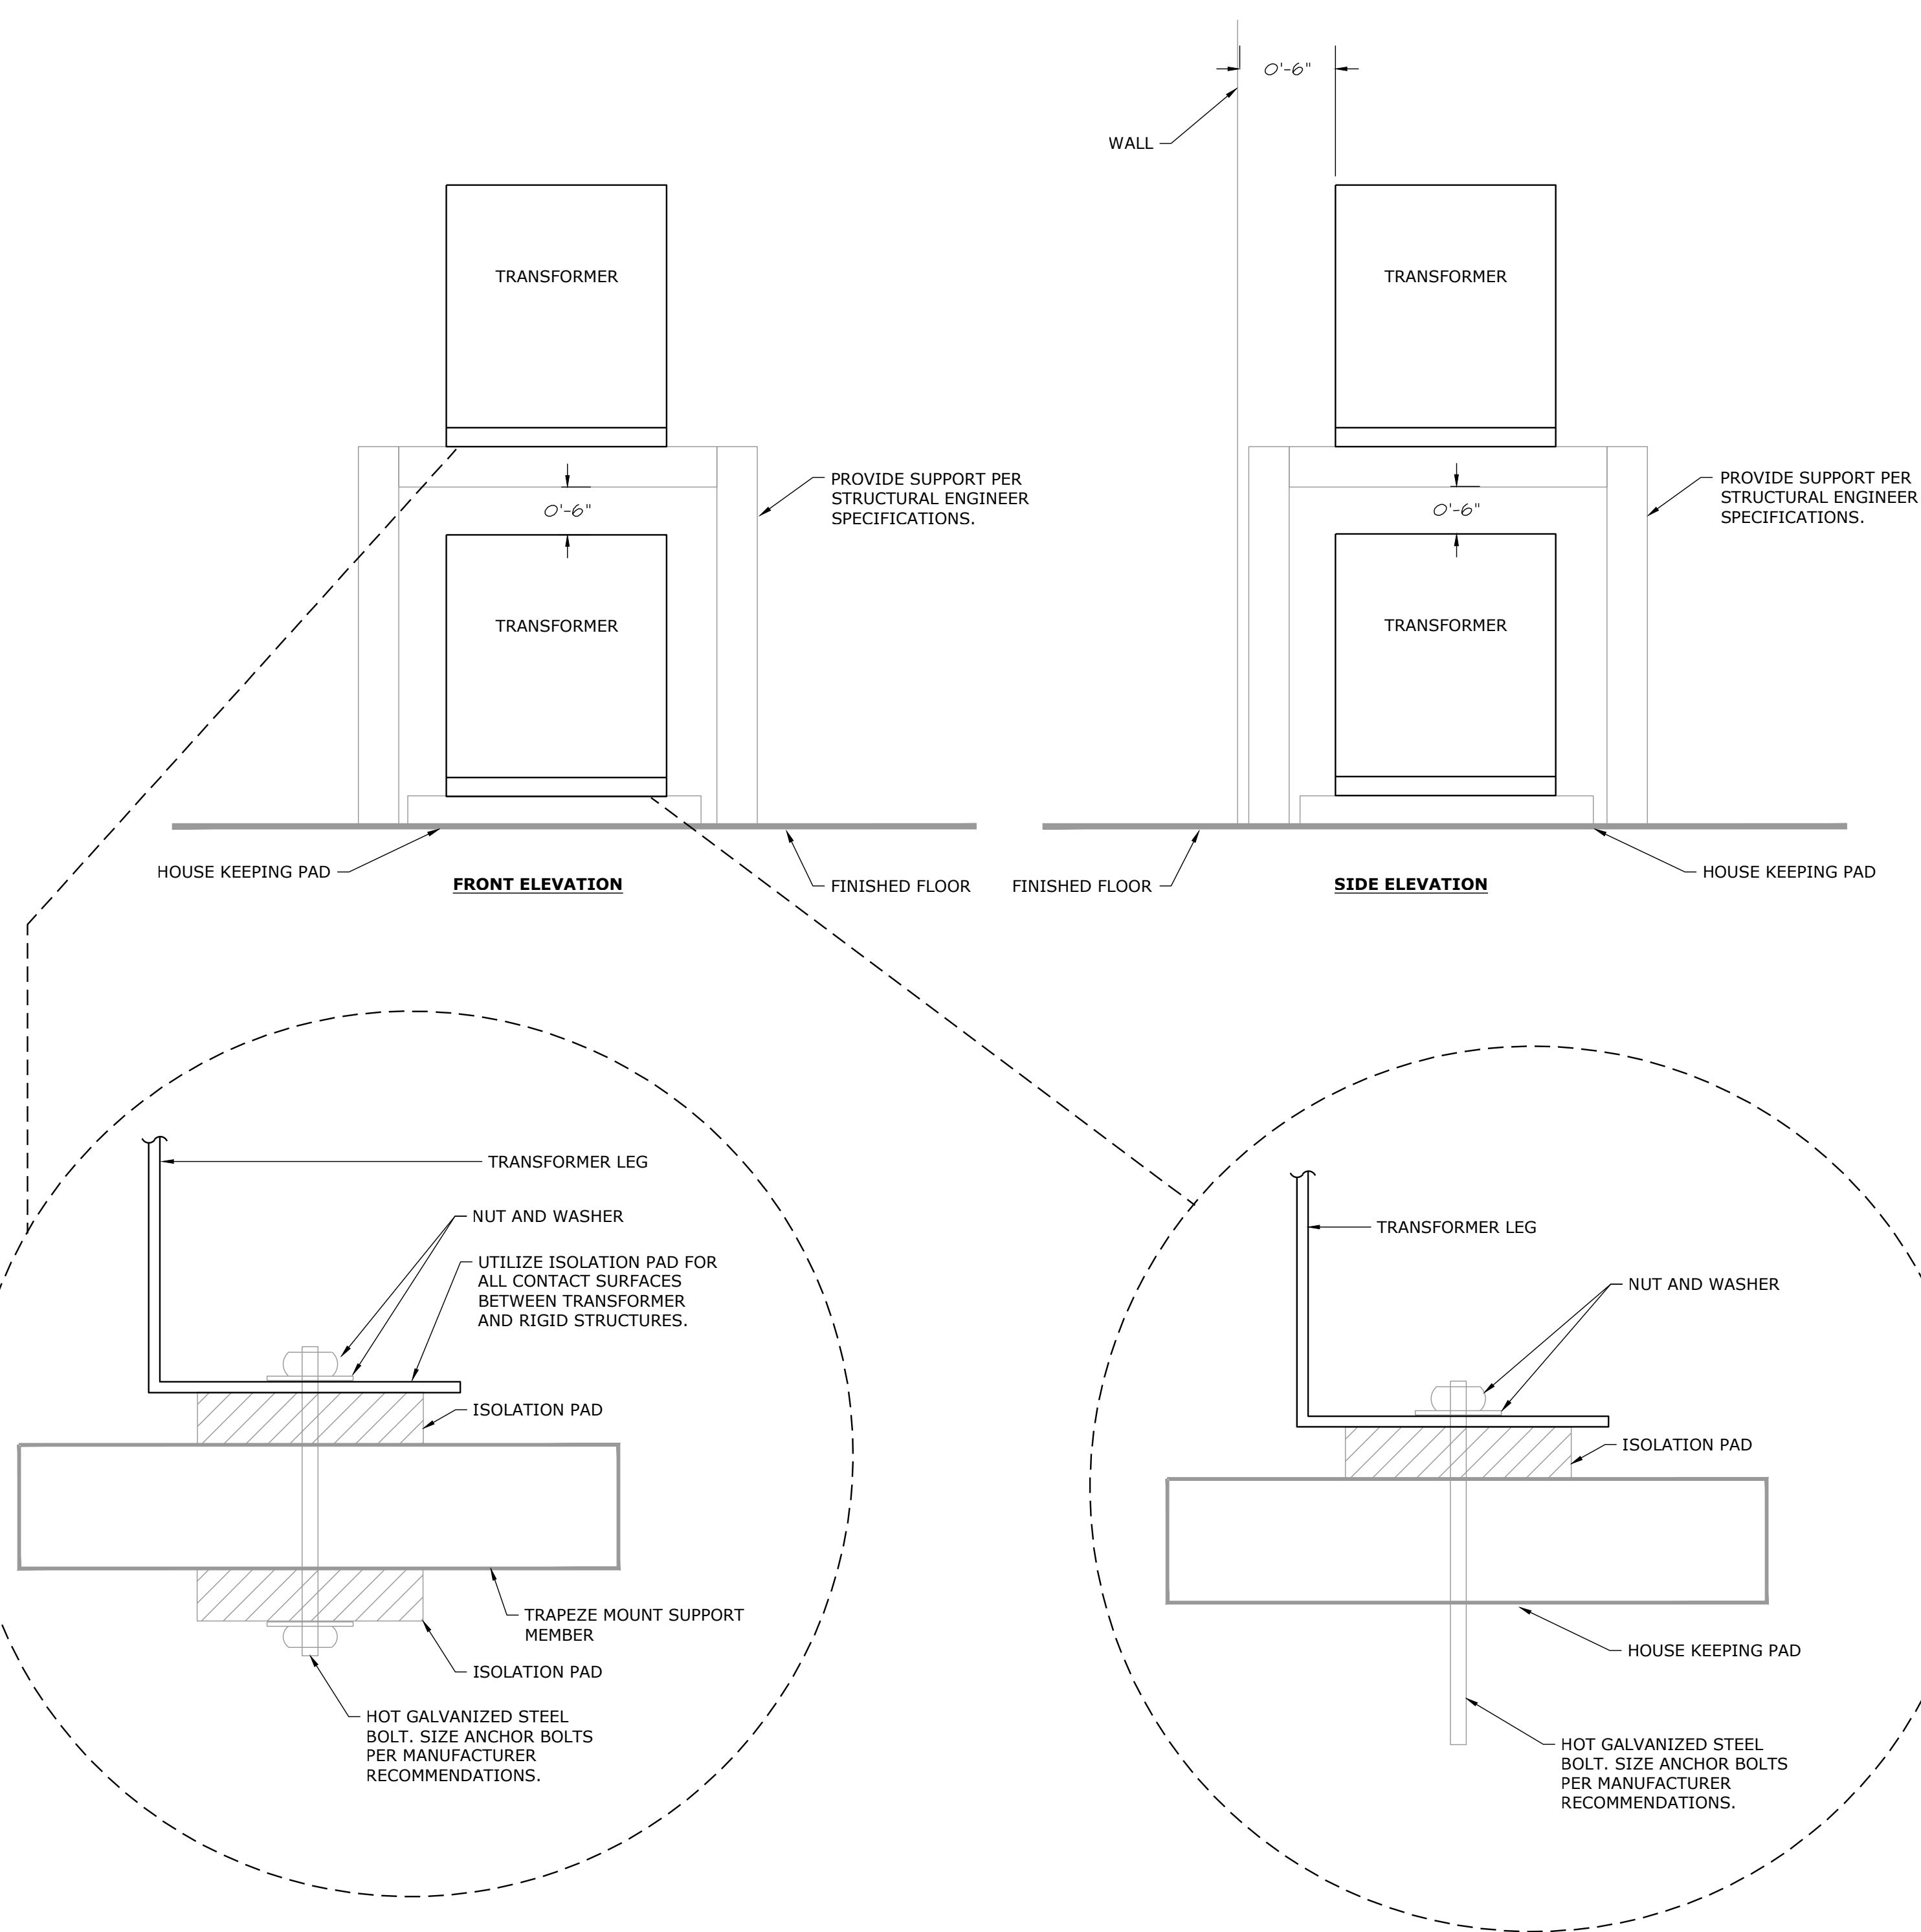 0'-6"
WALL
TRANSFORMER
TRANSFORMER
PROVIDE SUPPORT PER
STRUCTURAL ENGINEER
SPECIFICATIONS.
0'-6"
TRANSFORMER
HOUSE KEEPING PAD
FRONT ELEVATION
FINISHED FLOOR
PROVIDE SUPPORT PER
STRUCTURAL ENGINEER
SPECIFICATIONS.
0'-6"
TRANSFORMER
FINISHED FLOOR
SIDE ELEVATION
HOUSE KEEPING PAD
TRANSFORMER LEG
NUT AND WASHER
UTILIZE ISOLATION PAD FOR
ALL CONTACT SURFACES
BETWEEN TRANSFORMER
AND RIGID STRUCTURES.
ISOLATION PAD
TRAPEZE MOUNT SUPPORT
MEMBER
ISOLATION PAD
HOT GALVANIZED STEEL
BOLT. SIZE ANCHOR BOLTS
PER MANUFACTURER
RECOMMENDATIONS.
TRANSFORMER LEG
NUT AND WASHER
ISOLATION PAD
HOUSE KEEPING PAD
HOT GALVANIZED STEEL
BOLT. SIZE ANCHOR BOLTS
PER MANUFACTURER
RECOMMENDATIONS.